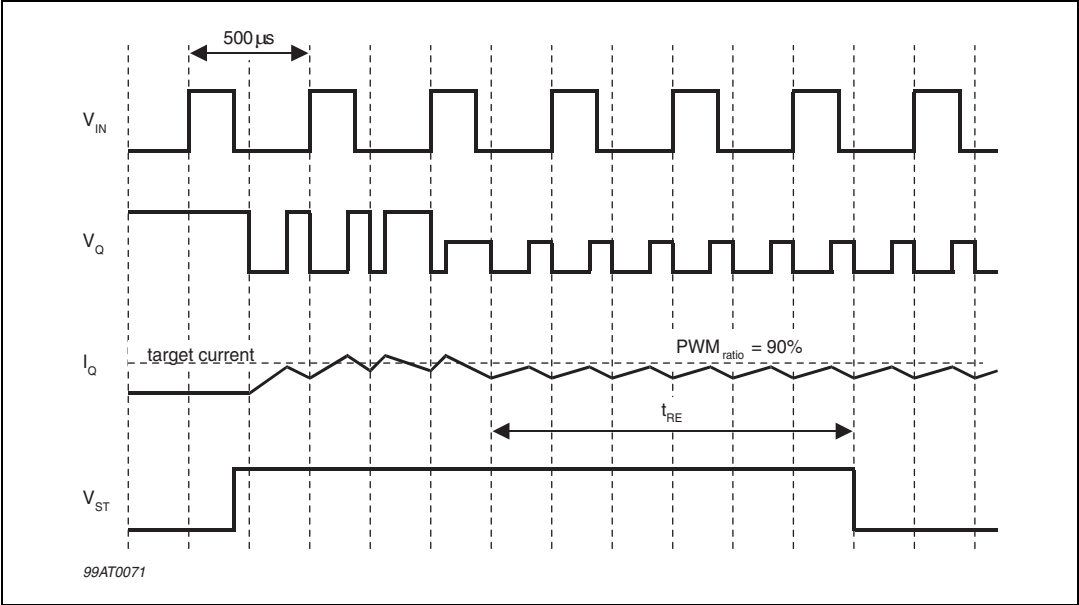 500 µs
V_IN
V_Q
I_Q
target current
PWM_ratio = 90%
t_RE
V_ST
99AT0071